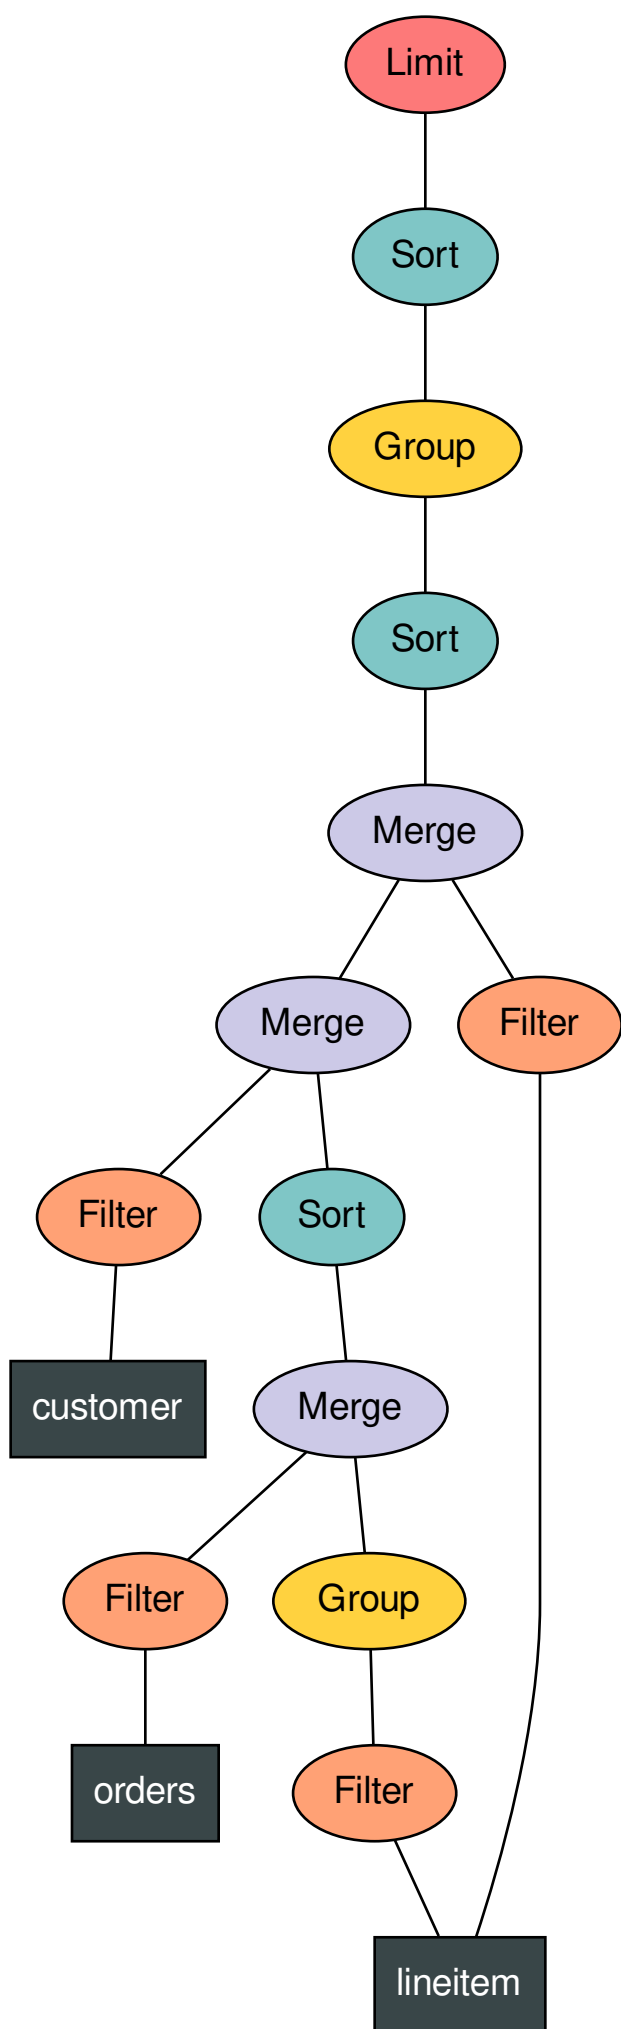 Limit
Sort
Group
Sort
Merge
Merge
Filter
Filter
Sort
customer
Merge
Filter
Group
orders
Filter
lineitem